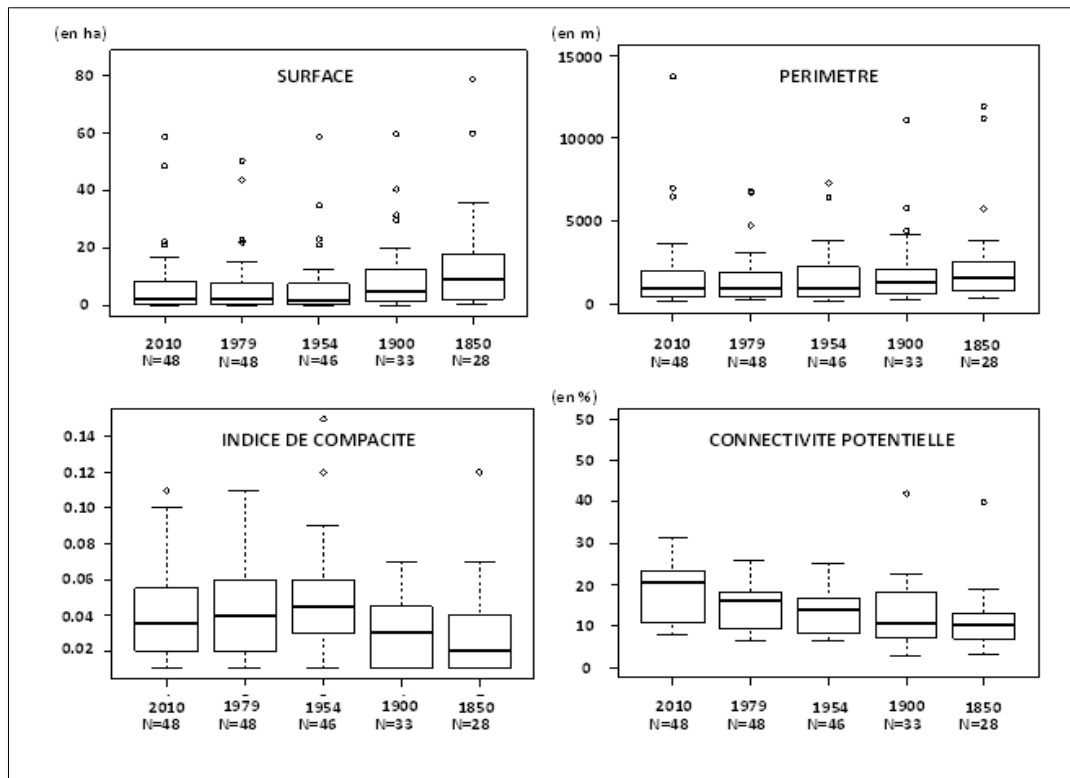 (en ha)
SURFACE
80
60
40
20
0
2010 1979 1954 1900 1850
N=48 N=48 N=46 N=33 N=28
(en m)
PERIMETRE
15000
10000
5000
0
2010 1979 1954 1900 1850
N=48 N=48 N=46 N=33 N=28
INDICE DE COMPACITE
0.14
0.12
0.10
0.08
0.06
0.04
0.02
2010 1979 1954 1900 1850
N=48 N=48 N=46 N=33 N=28
(en %)
CONNECTIVITE POTENTIELLE
50
50
40
30
20
10
0
2010 1979 1954 1900 1850
N=48 N=48 N=46 N=33 N=28